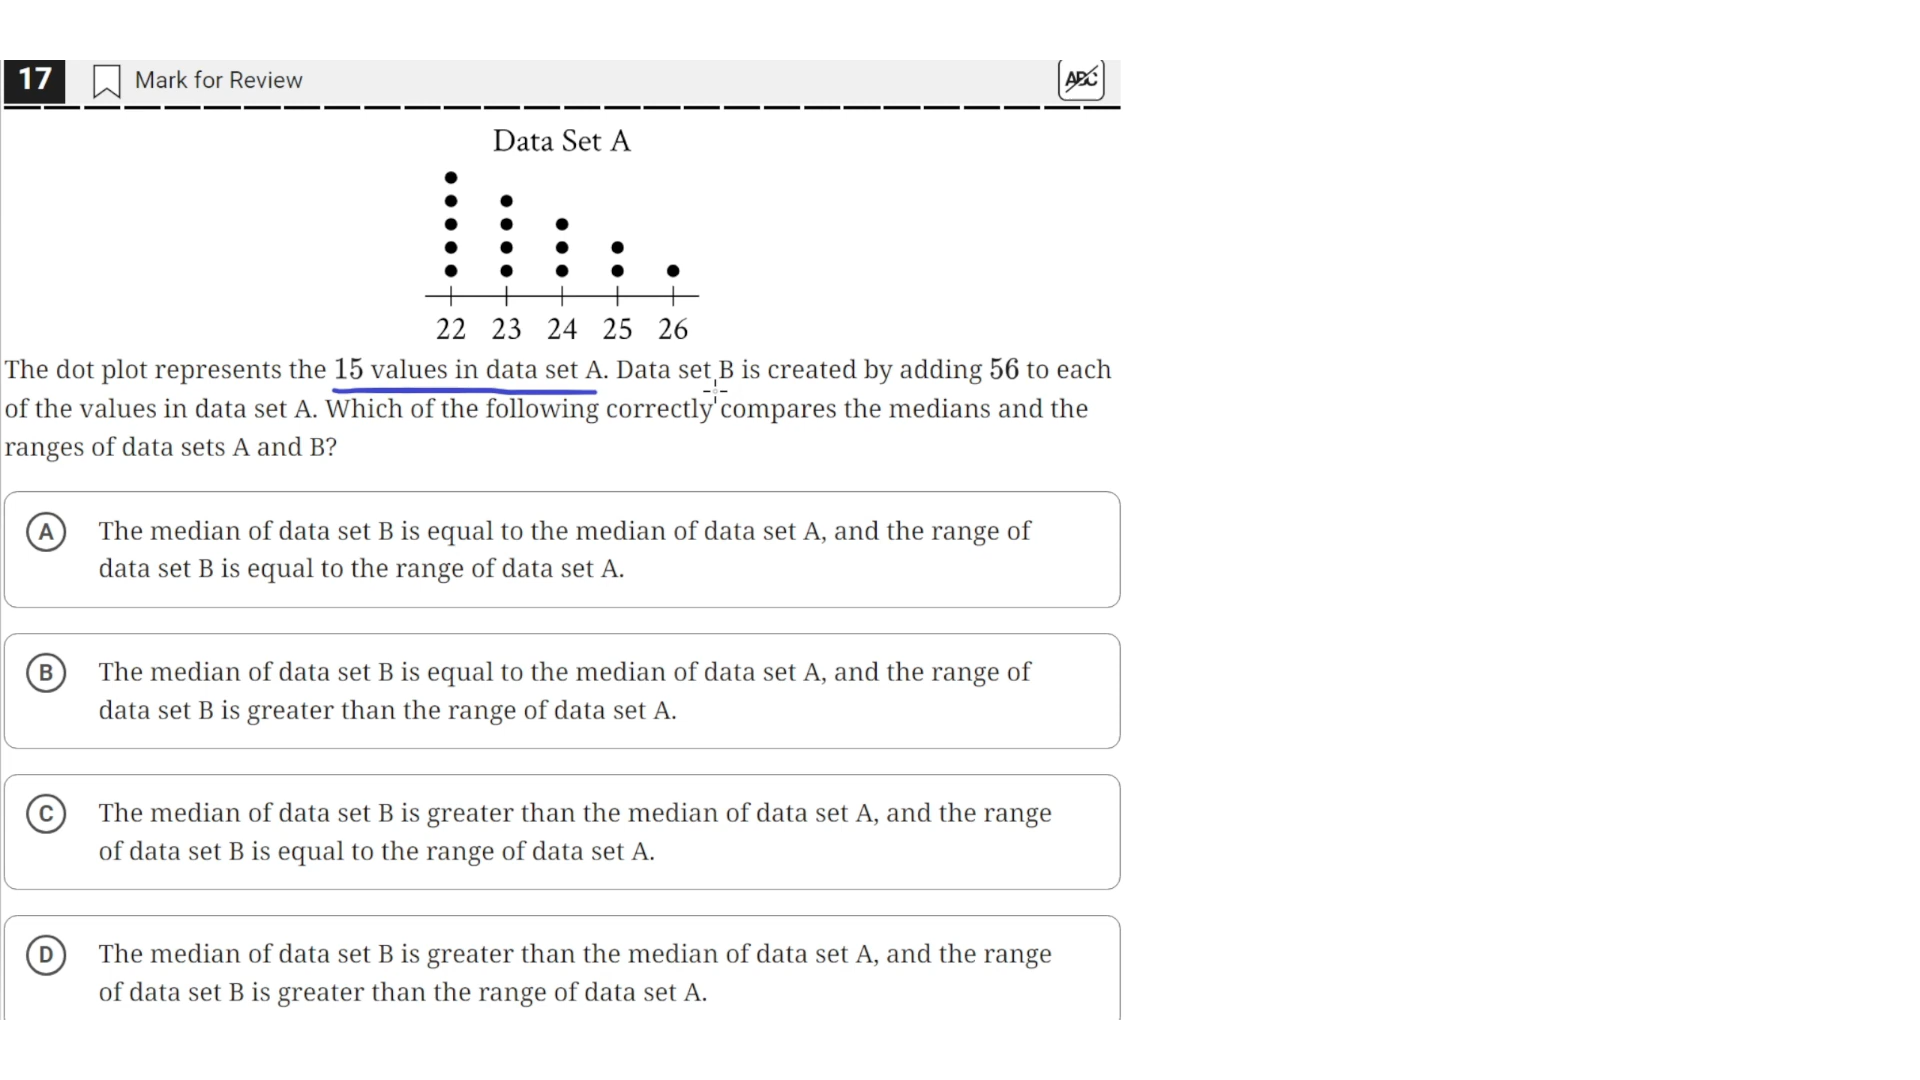 17 Mark for Review ABC
Data Set A
22 23 24 25 26
The dot plot represents the 15 values in data set A. Data set B is created by adding 56 to each
of the values in data set A. Which of the following correctly compares the medians and the
ranges of data sets A and B?
A The median of data set B is equal to the median of data set A, and the range of
data set B is equal to the range of data set A.
B The median of data set B is equal to the median of data set A, and the range of
data set B is greater than the range of data set A.
C The median of data set B is greater than the median of data set A, and the range
of data set B is equal to the range of data set A.
D The median of data set B is greater than the median of data set A, and the range
of data set B is greater than the range of data set A.